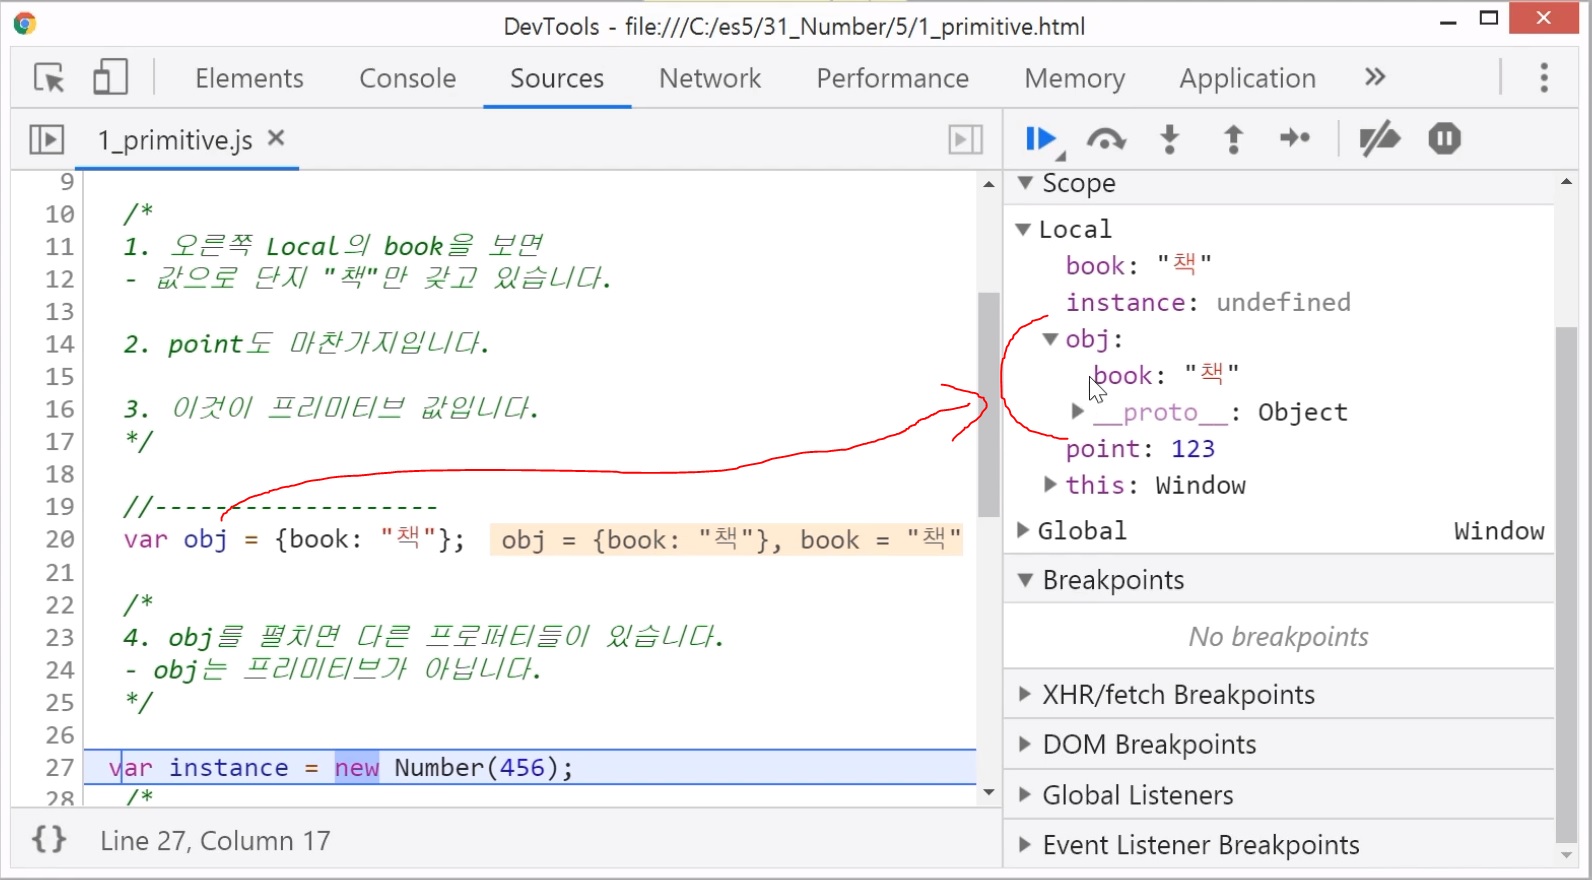 DevTools - file:///C:/es5/31_Number/5/1_primitive.html
Elements Console Sources Network Performance Memory Application »
1_primitive.js ×
9
10 /*
11 1. 오른쪽 Local의 book을 보면
12 - 값으로 단지 "책"만 갖고 있습니다.
13
14 2. point도 마찬가지입니다.
15
16 3. 이것이 프리미티브 값입니다.
17 */
18
19 //-------------------
20 var obj = {book: "책"}; obj = {book: "책"}, book = "책"
21
22 /*
23 4. obj를 펼치면 다른 프로퍼티들이 있습니다.
24 - obj는 프리미티브가 아닙니다.
25 */
26
27 var instance = new Number(456);
28 /*
{} Line 27, Column 17
Scope
Local
book: "책"
instance: undefined
obj:
book: "책"
__proto__: Object
point: 123
this: Window
Global Window
Breakpoints
No breakpoints
XHR/fetch Breakpoints
DOM Breakpoints
Global Listeners
Event Listener Breakpoints